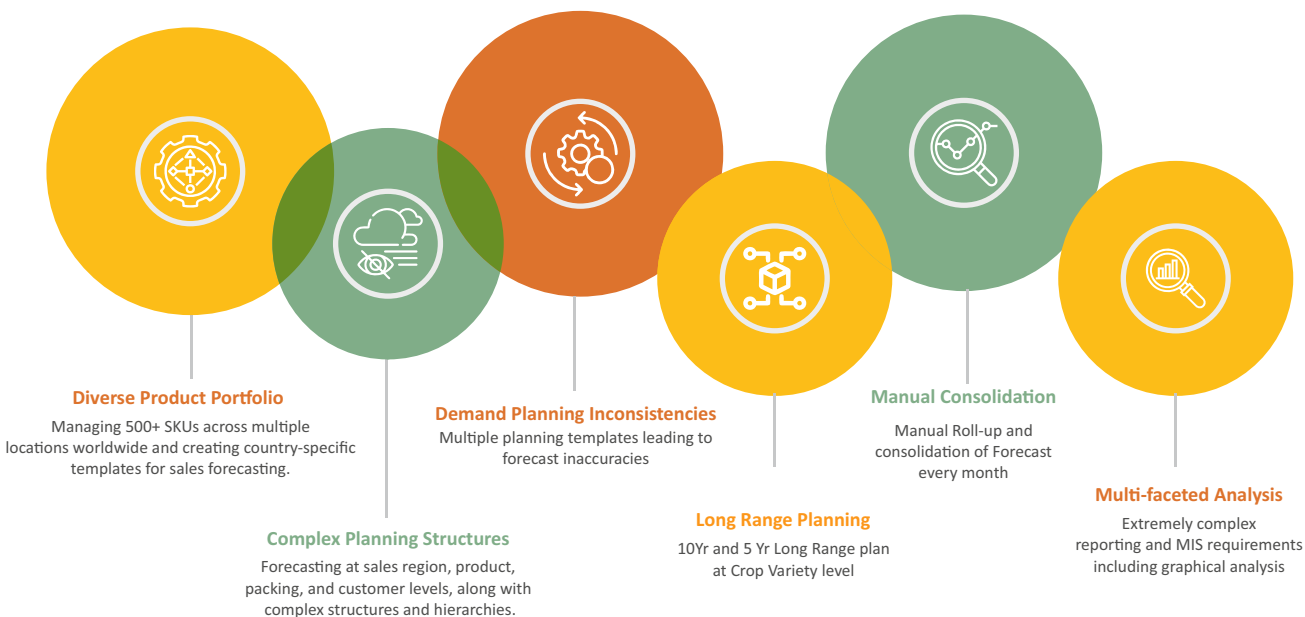 Diverse Product Portfolio
Managing 500+ SKUs across multiple
locations worldwide and creating country-specific
templates for sales forecasting.
Complex Planning Structures
Forecasting at sales region, product,
packing, and customer levels, along with
complex structures and hierarchies.
Demand Planning Inconsistencies
Multiple planning templates leading to
forecast inaccuracies
Long Range Planning
10Yr and 5 Yr Long Range plan
at Crop Variety level
Manual Consolidation
Manual Roll-up and
consolidation of Forecast
every month
Multi-faceted Analysis
Extremely complex
reporting and MIS requirements
including graphical analysis